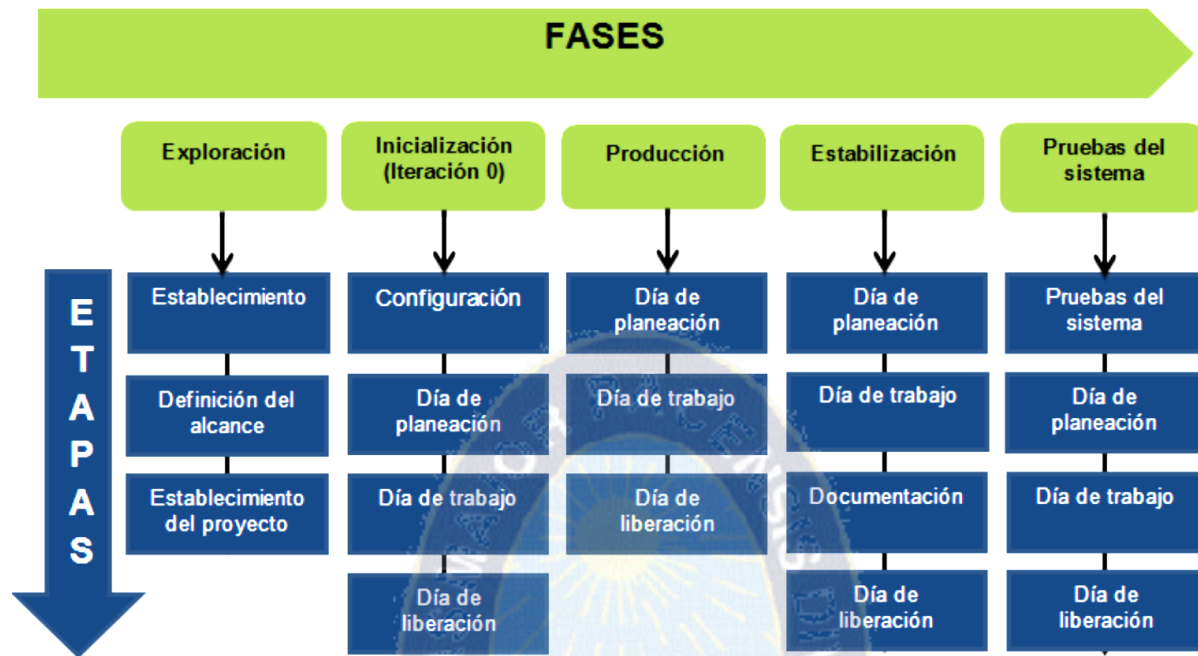 FASES
Exploración
Inicialización
(Iteración 0)
Producción
Estabilización
Pruebas del
sistema
ETAPAS
Establecimiento
Definición del
alcance
Establecimiento
del proyecto
Configuración
Día de
planeación
Día de trabajo
Día de
liberación
Día de
planeación
Día de trabajo
Día de
liberación
Día de
planeación
Día de trabajo
Documentación
Día de
liberación
Pruebas del
sistema
Día de
planeación
Día de trabajo
Día de
liberación